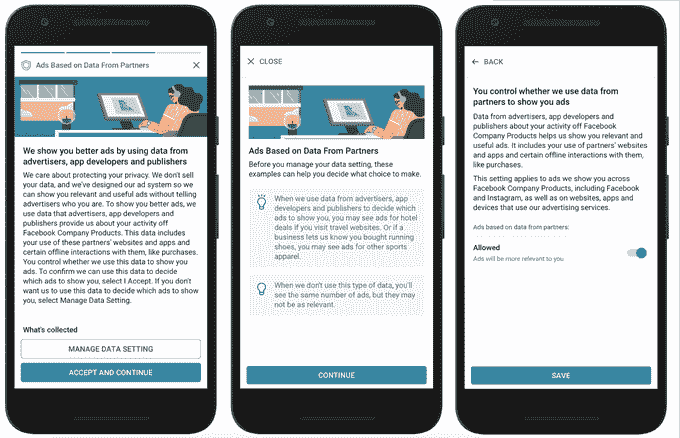 Ads Based on Data From Partners
We show you better ads by using data from
advertisers, app developers and publishers
We care about protecting your privacy. We don't sell
your data, and we've designed our ad system so we
can show you relevant and useful ads without telling
advertisers who you are. To show you better ads, we
use data that advertisers, app developers and
publishers provide us about your activity off
Facebook Company Products. This data includes
your use of these partners' websites and apps and
certain offline interactions with them, like purchases.
You control whether we use this data to show you
ads. To confirm we can use this data to decide
which ads to show you, select I Accept. If you don't
want us to use this data to decide which ads to show
you, select Manage Data Setting.
What's collected
MANAGE DATA SETTING
ACCEPT AND CONTINUE
CLOSE
Ads Based on Data From Partners
Before you manage your data setting, these
examples can help you decide what choice to make.
When we use data from advertisers, app
developers and publishers to decide which
ads to show you, you may see ads for hotel
deals if you visit travel websites. Or if a
business lets us know you bought running
shoes, you may see ads for other sports
apparel.
When we don't use this type of data, you'll
see the same number of ads, but they may
not be as relevant.
CONTINUE
BACK
You control whether we use data from
partners to show you ads
Data from advertisers, app developers and
publishers about your activity off Facebook
Company Products helps us show you relevant and
useful ads. It includes your use of partners' websites
and apps and certain offline interactions with them,
like purchases.
This setting applies to ads we show you across
Facebook Company Products, including Facebook
and Instagram, as well as on websites, apps and
devices that use our advertising services.
Ads based on data from partners:
Allowed
Ads will be more relevant to you
SAVE